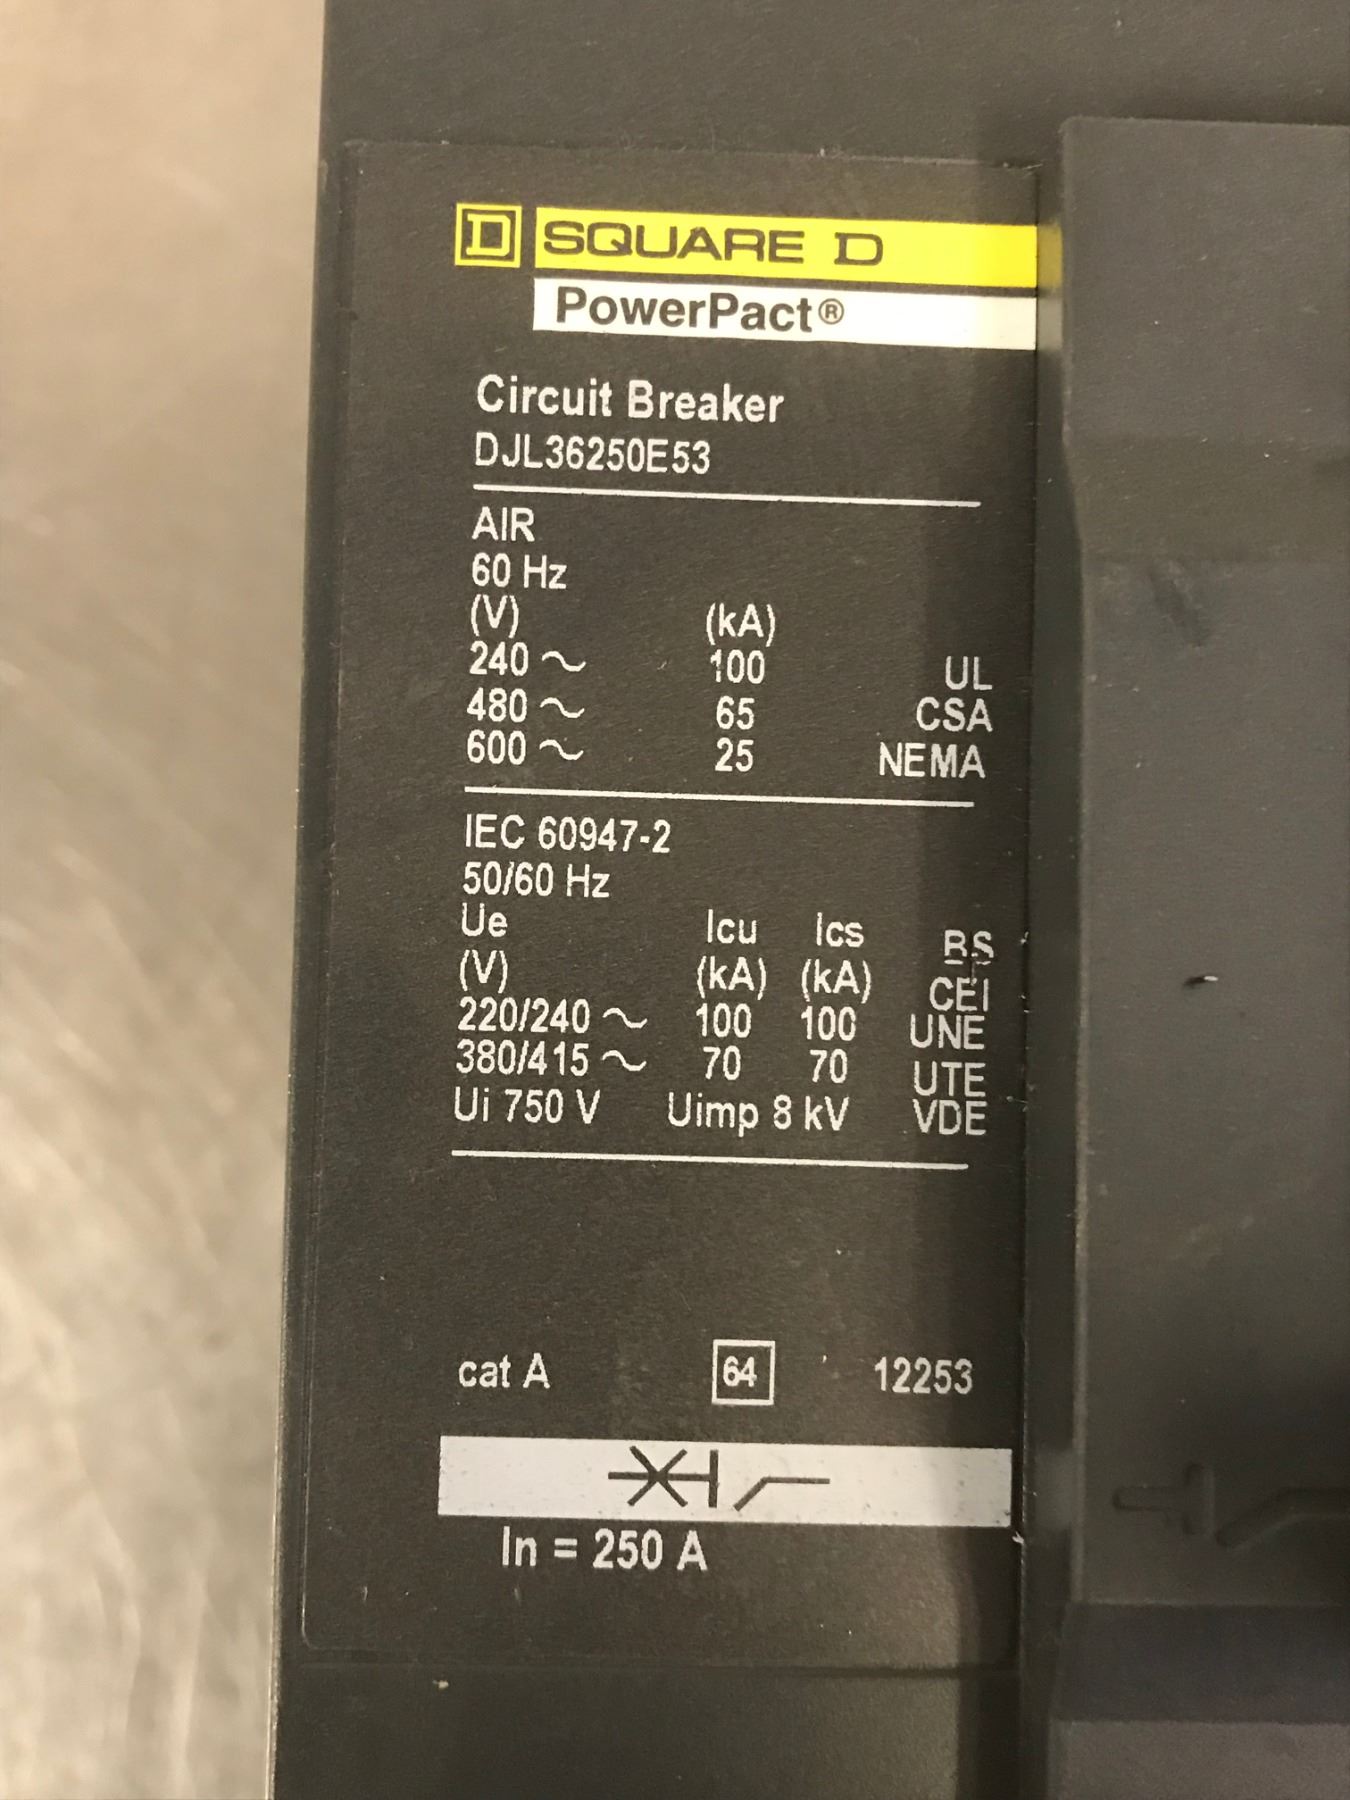 D SQUARE D
PowerPact®
Circuit Breaker
DJL36250E53
AIR
60 Hz
(V) (kA)
240 ~ 100 UL
480 ~ 65 CSA
600 ~ 25 NEMA
IEC 60947-2
50/60 Hz
Ue Icu Ics BS
(V) (kA) (kA) CEI
220/240 ~ 100 100 UNE
380/415 ~ 70 70 UTE
Ui 750 V Uimp 8 kV VDE
cat A 64 12253
In = 250 A